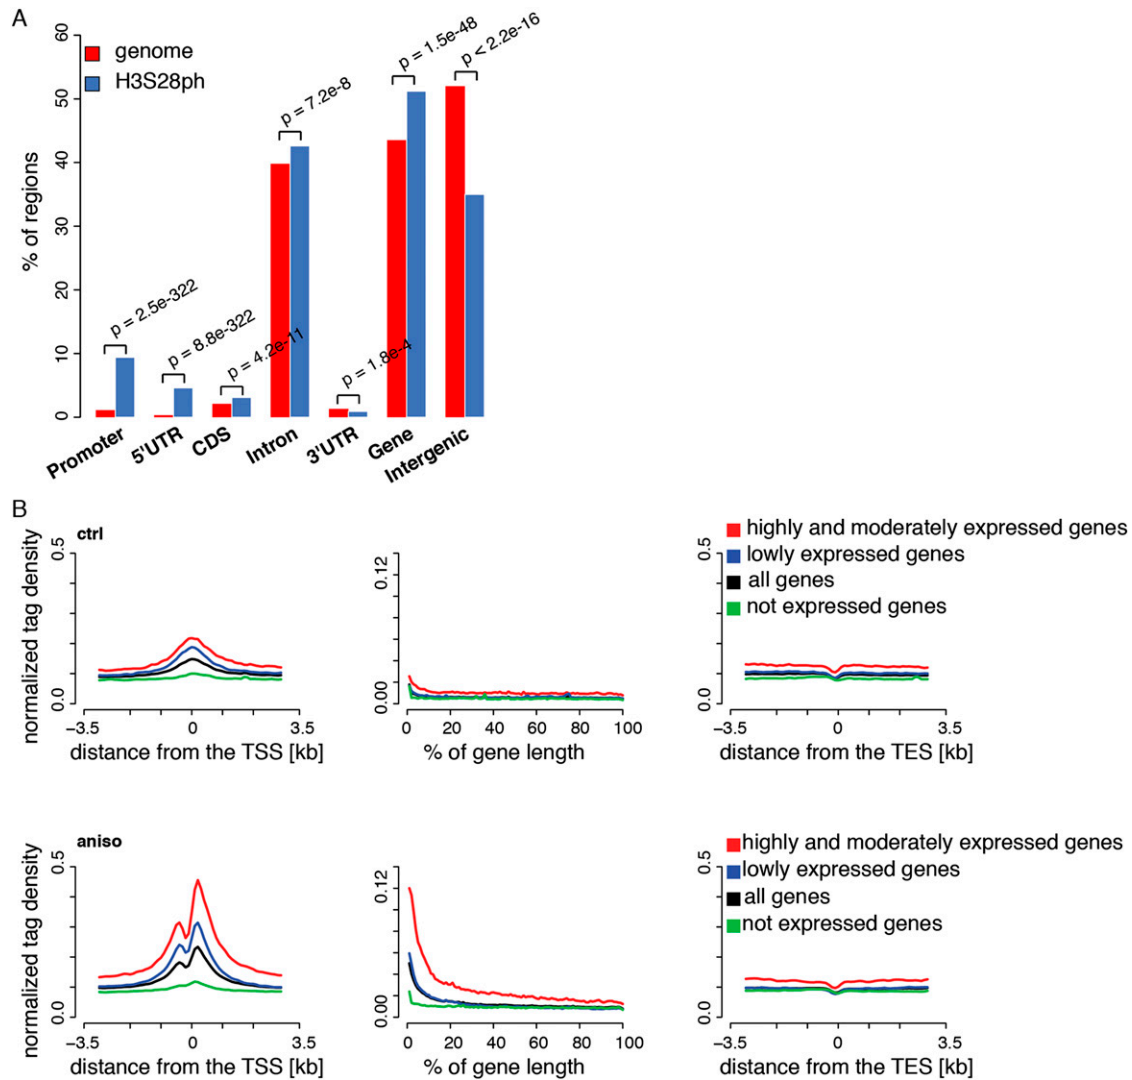 A
% of regions
0
10
20
30
40
50
60
genome
H3S28ph
p = 2.5e-322
p = 8.8e-322
p = 4.2e-11
p = 7.2e-8
p = 1.8e-4
p = 1.5e-48
p < 2.2e-16
Promoter
5'UTR
CDS
Intron
3'UTR
Gene
Intergenic
B
ctrl
normalized tag density
0.0
0.5
−3.5
0
3.5
distance from the TSS [kb]
0.00
0.12
0
20
40
60
80
100
% of gene length
0.0
0.5
−3.5
0
3.5
distance from the TES [kb]
highly and moderately expressed genes
lowly expressed genes
all genes
not expressed genes
aniso
normalized tag density
0.0
0.5
−3.5
0
3.5
distance from the TSS [kb]
0.00
0.12
0
20
40
60
80
100
% of gene length
0.0
0.5
−3.5
0
3.5
distance from the TES [kb]
highly and moderately expressed genes
lowly expressed genes
all genes
not expressed genes